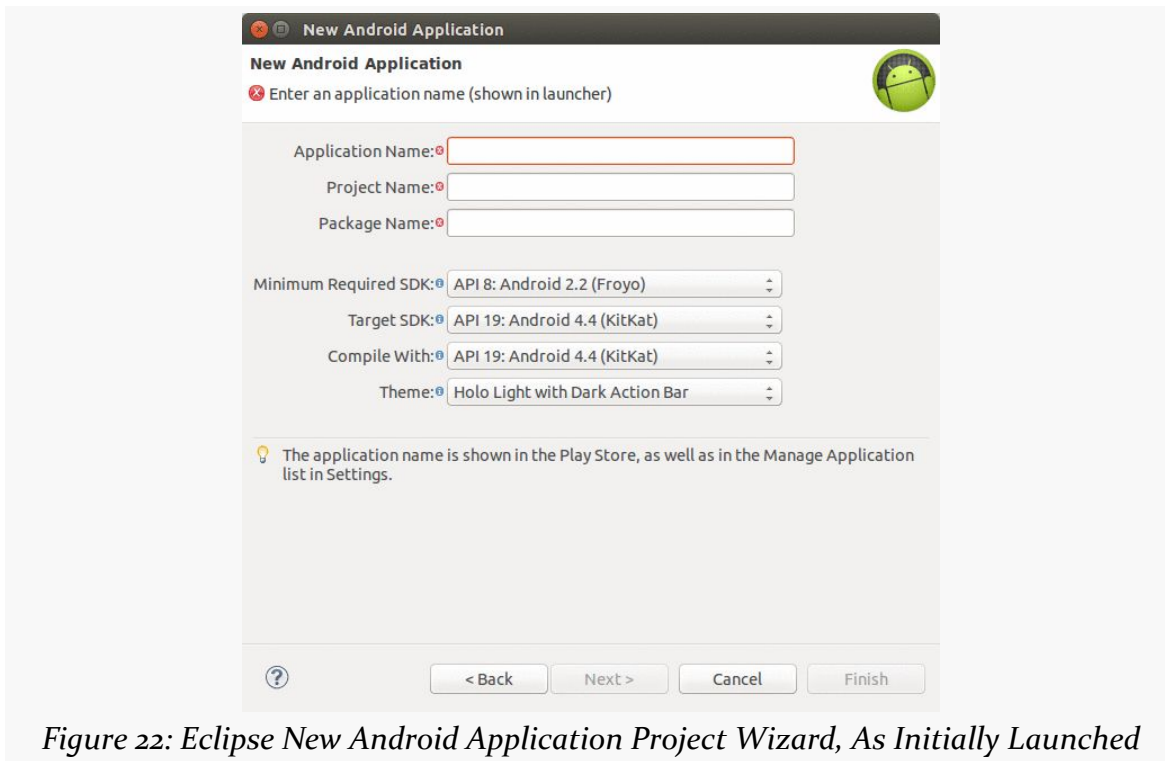 New Android Application
New Android Application
Enter an application name (shown in launcher)
Application Name:
Project Name:
Package Name:
Minimum Required SDK: API 8: Android 2.2 (Froyo)
Target SDK: API 19: Android 4.4 (KitKat)
Compile With: API 19: Android 4.4 (KitKat)
Theme: Holo Light with Dark Action Bar
The application name is shown in the Play Store, as well as in the Manage Application
list in Settings.
? < Back Next > Cancel Finish
Figure 22: Eclipse New Android Application Project Wizard, As Initially Launched